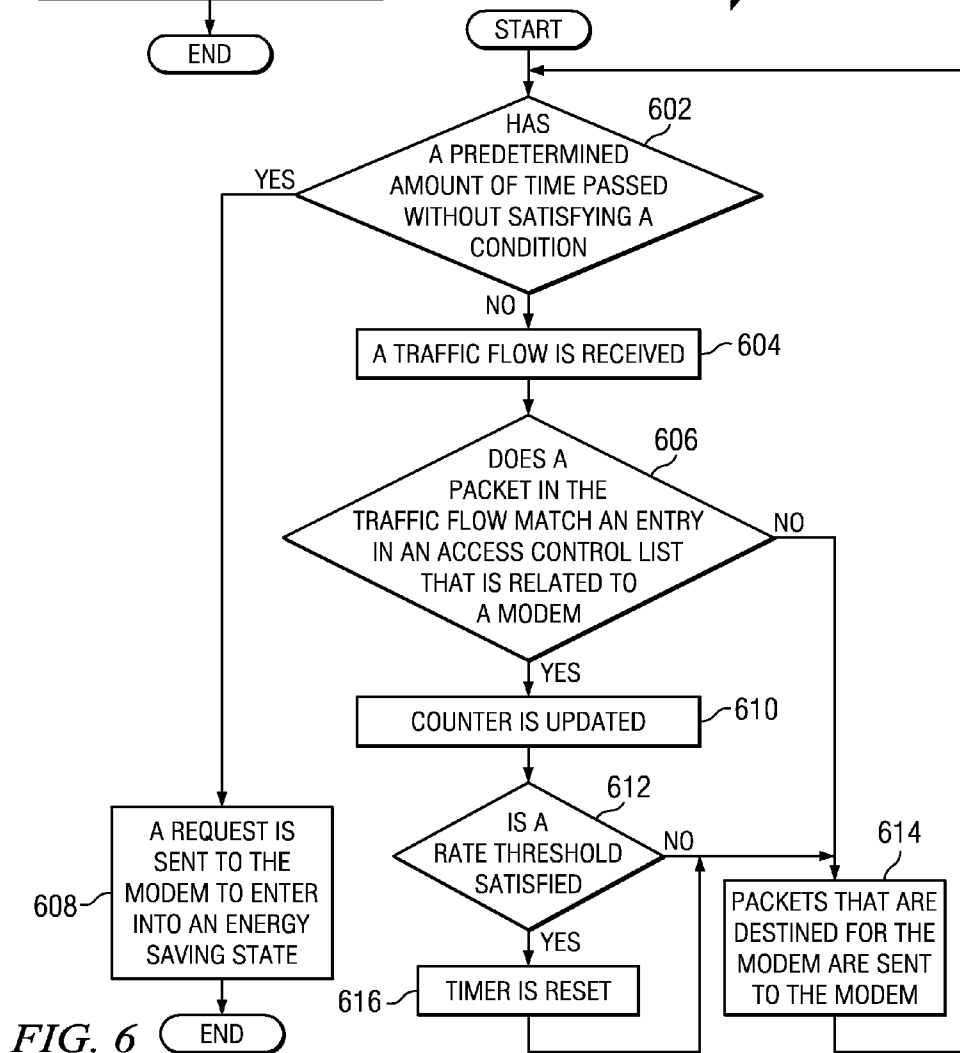 END
START
602
HAS
A PREDETERMINED
AMOUNT OF TIME PASSED
WITHOUT SATISFYING A
CONDITION
YES
NO
A TRAFFIC FLOW IS RECEIVED
604
606
DOES A
PACKET IN THE
TRAFFIC FLOW MATCH AN ENTRY
IN AN ACCESS CONTROL LIST
THAT IS RELATED TO
A MODEM
NO
YES
COUNTER IS UPDATED
610
612
IS A
RATE THRESHOLD
SATISFIED
NO
YES
614
PACKETS THAT ARE
DESTINED FOR THE
MODEM ARE SENT
TO THE MODEM
616
TIMER IS RESET
608
A REQUEST IS
SENT TO THE
MODEM TO ENTER
INTO AN ENERGY
SAVING STATE
END
FIG. 6